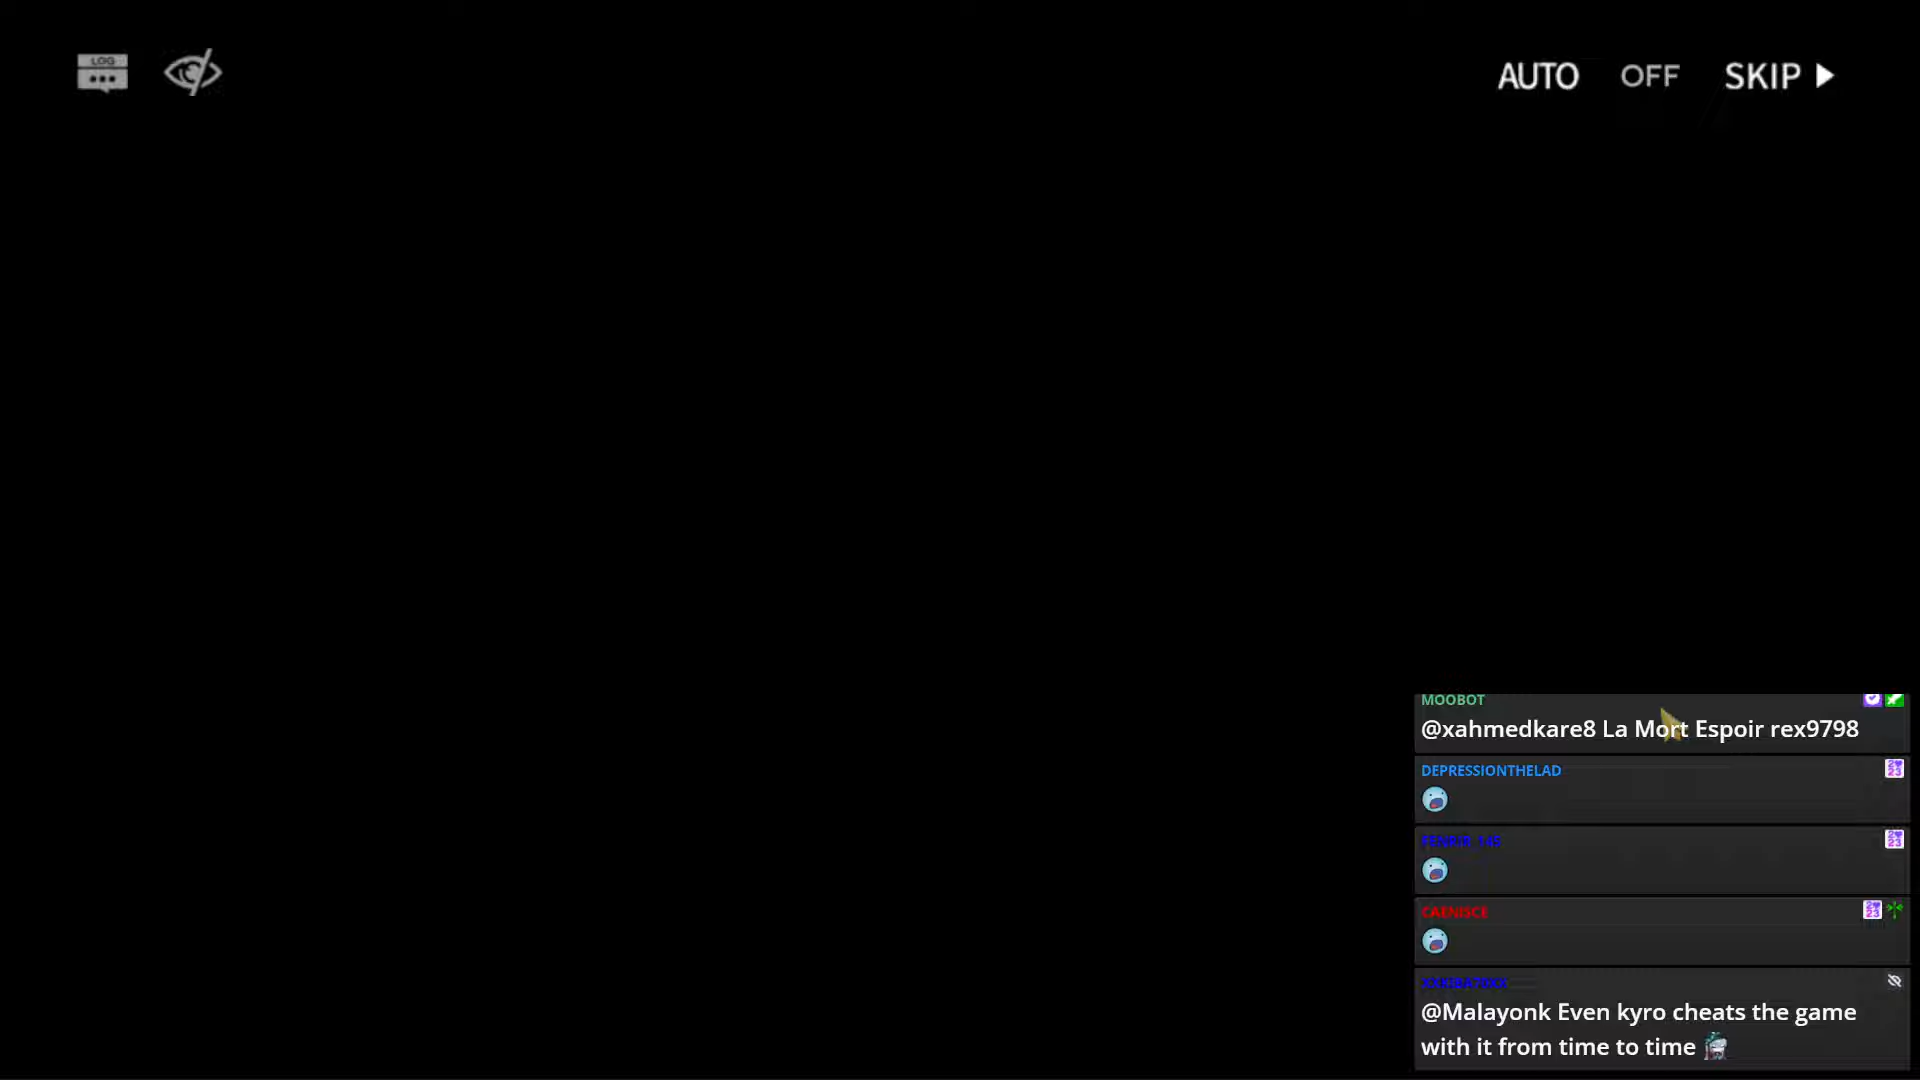 LOG
AUTO OFF SKIP
MOOBOT
@xahmedkare8 La Mort Espoir rex9798
DEPRESSIONTHELAD
CAENISCE
@Malayonk Even kyro cheats the game
with it from time to time